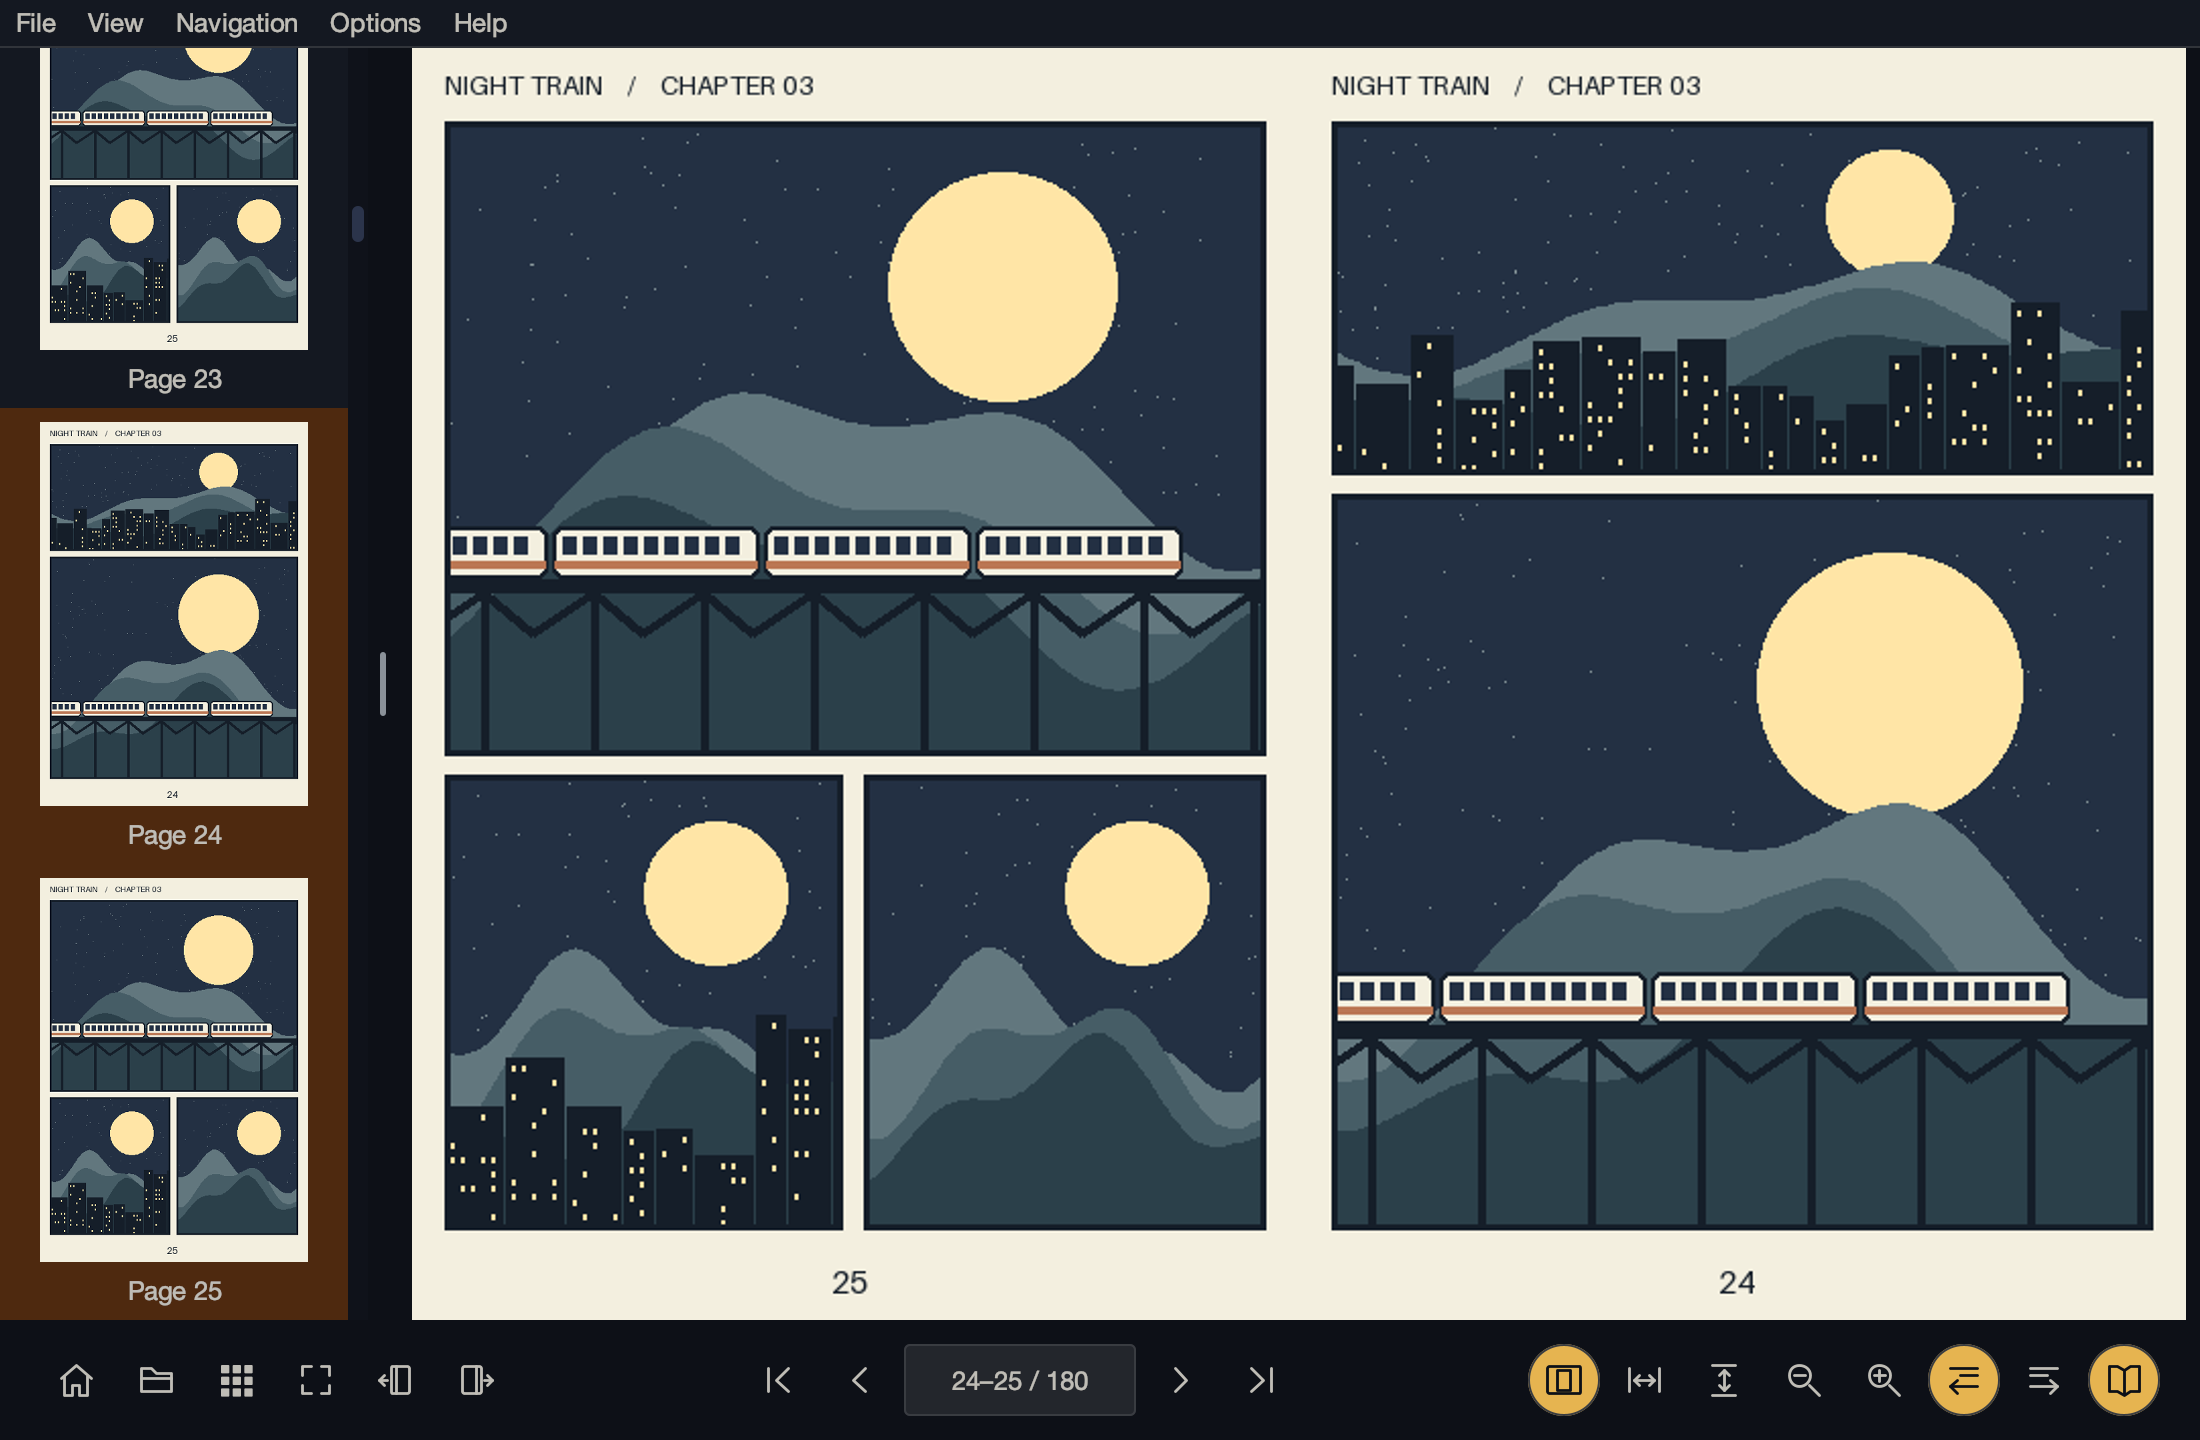 File View Navigation Options Help
25
Page 23
NIGHT TRAIN / CHAPTER 03
24
Page 24
NIGHT TRAIN / CHAPTER 03
25
Page 25
NIGHT TRAIN / CHAPTER 03
25
NIGHT TRAIN / CHAPTER 03
24
24–25 / 180